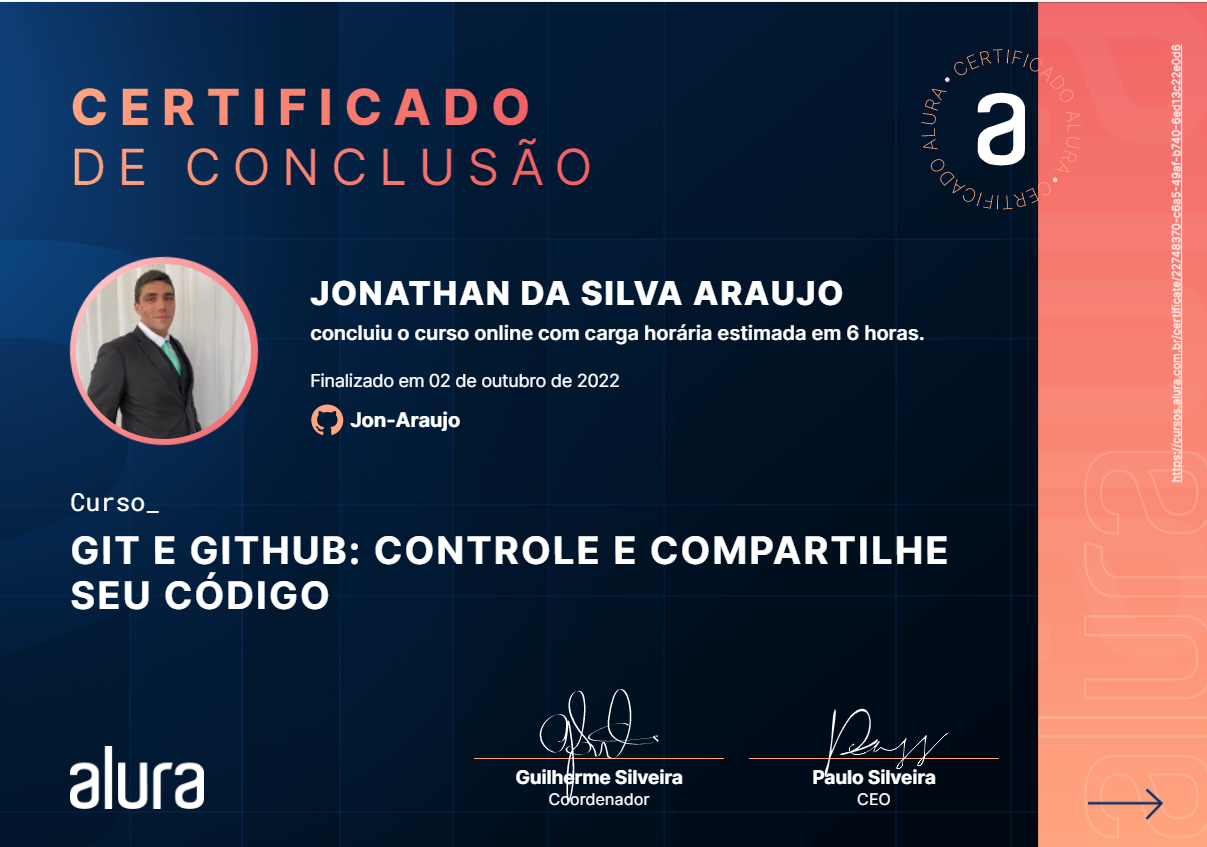 CERTIFICADO
DE CONCLUSÃO
CERTIFICADO ALURA • CERTIFICADO ALURA •
a
JONATHAN DA SILVA ARAUJO
concluiu o curso online com carga horária estimada em 6 horas.
Finalizado em 02 de outubro de 2022
Jon-Araujo
Curso_
GIT E GITHUB: CONTROLE E COMPARTILHE
SEU CÓDIGO
alura
Guilherme Silveira
Coordenador
Paulo Silveira
CEO
https://cursos.alura.com.br/certificate/22748370-c6a5-49af-b740-6ed13c22e0d6
alura